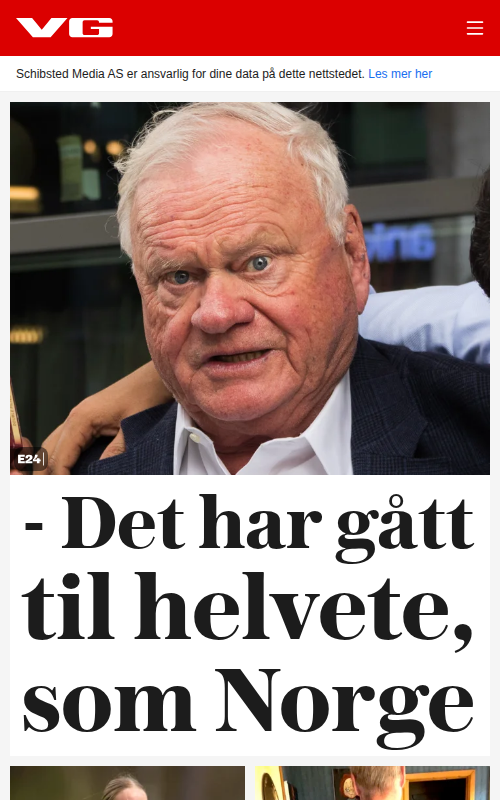 VG
Schibsted Media AS er ansvarlig for dine data på dette nettstedet. Les mer her
E24
- Det har gått
til helvete,
som Norge